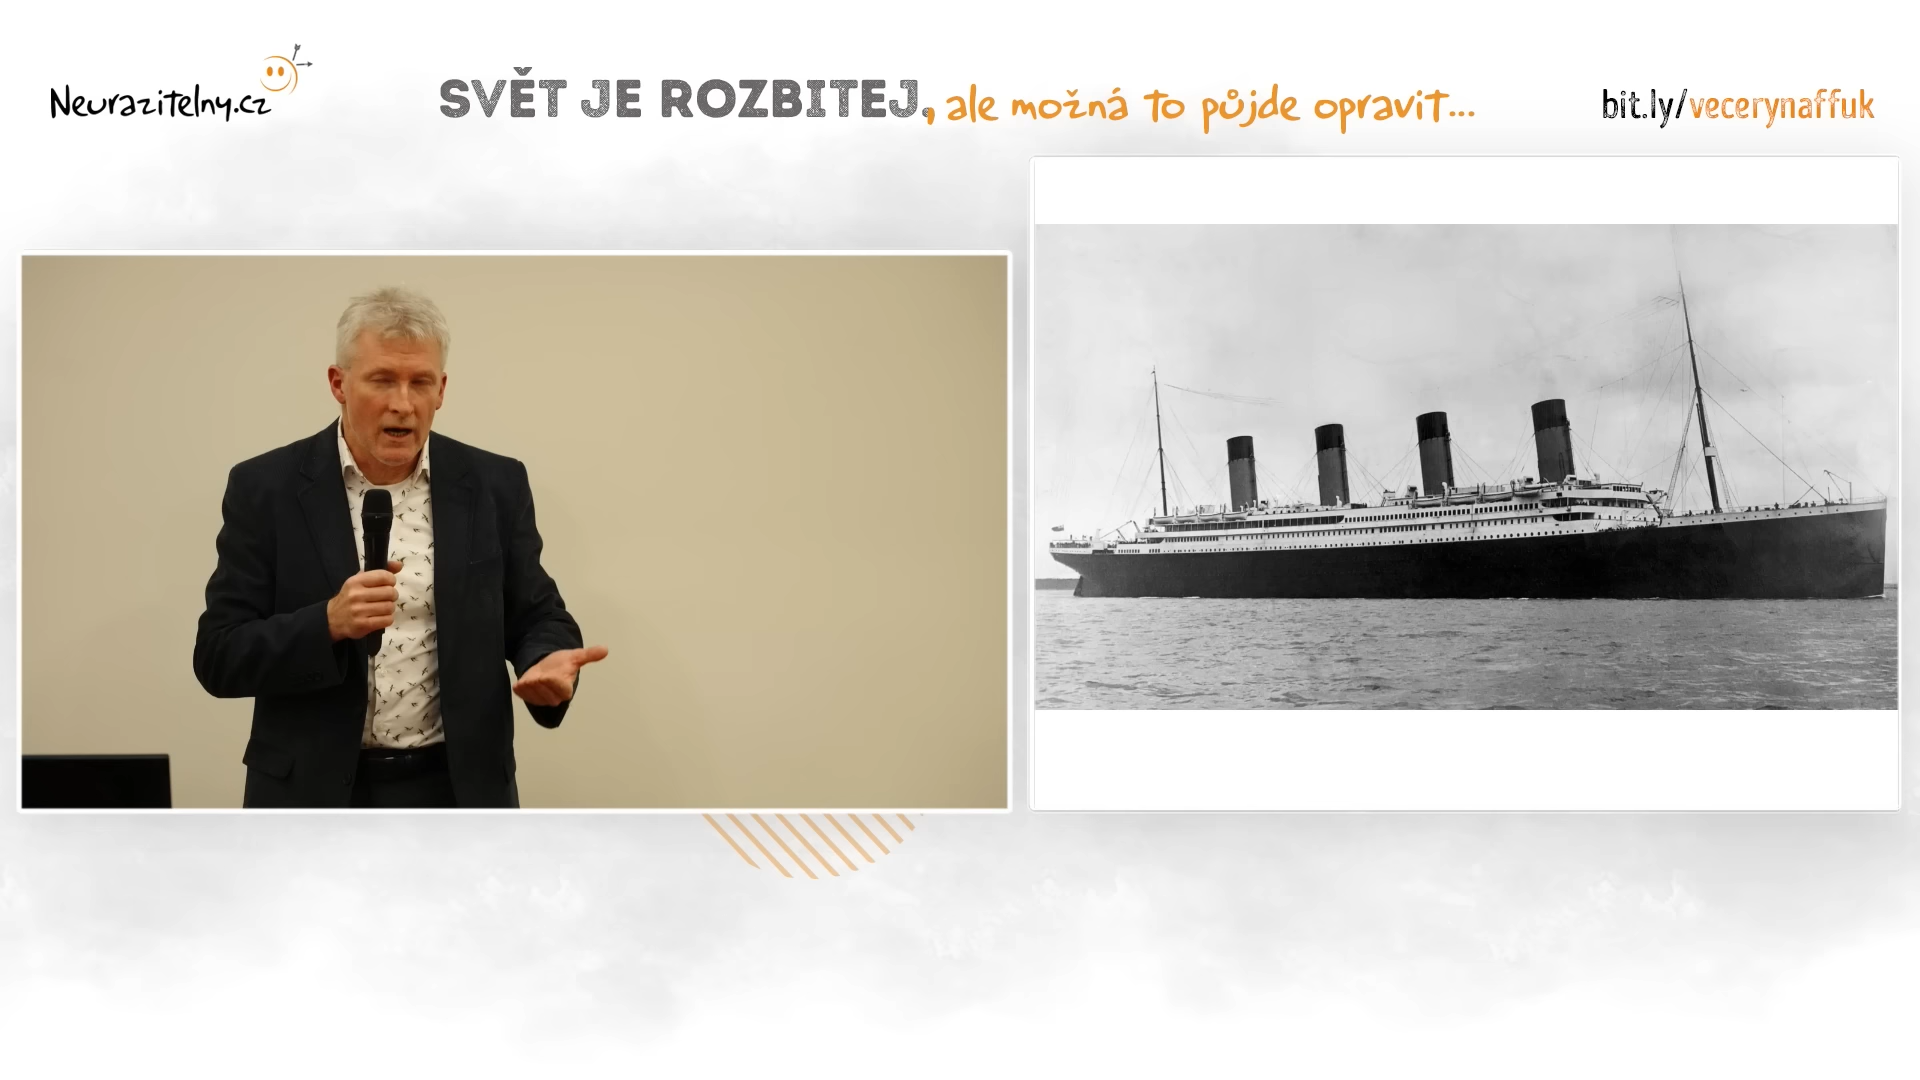 Neurazitelny.cz
SVĚT JE ROZBITEJ, ale možná to půjde opravit...
bit.ly/vecerynaffuk